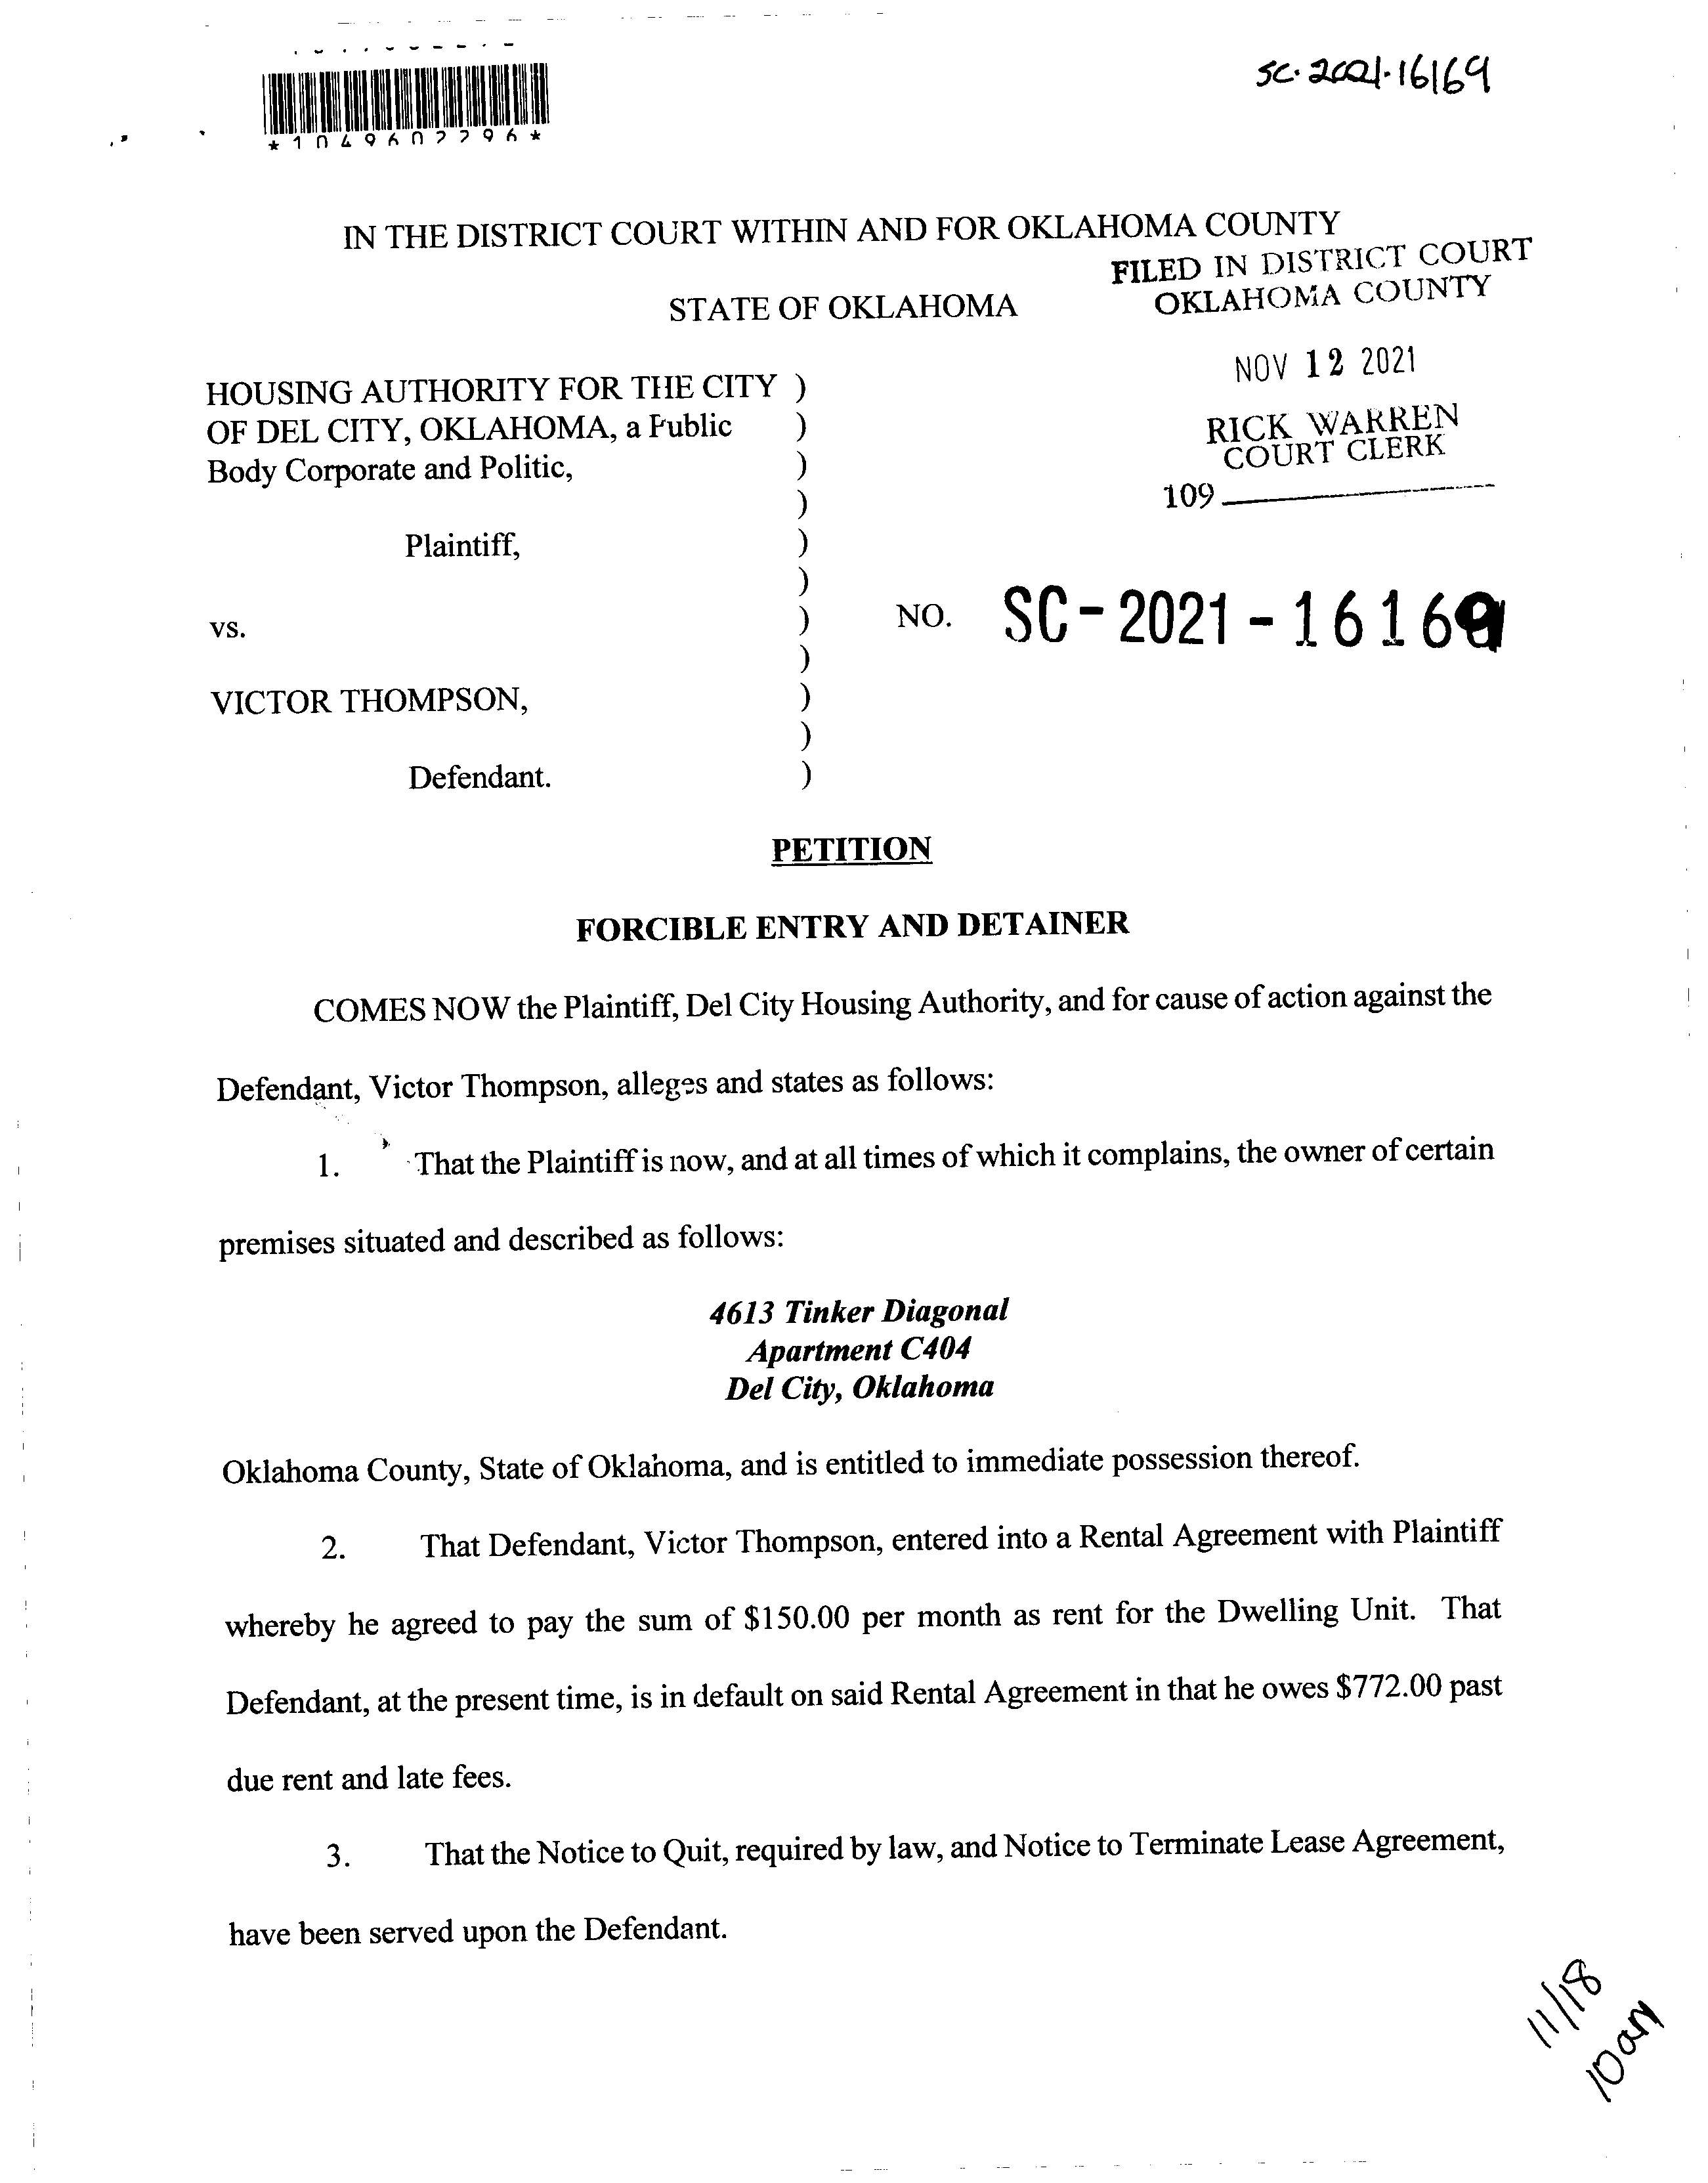 SC-2021-16169
*1049602296*
IN THE DISTRICT COURT WITHIN AND FOR OKLAHOMA COUNTY
FILED IN DISTRICT COURT
OKLAHOMA COUNTY
STATE OF OKLAHOMA
NOV 12 2021
HOUSING AUTHORITY FOR THE CITY )
OF DEL CITY, OKLAHOMA, a Public )
Body Corporate and Politic, )
RICK WARREN
COURT CLERK
)
109
Plaintiff, )
)
vs. ) NO. SC-2021-16169
)
VICTOR THOMPSON, )
)
Defendant. )
PETITION
FORCIBLE ENTRY AND DETAINER
COMES NOW the Plaintiff, Del City Housing Authority, and for cause of action against the
Defendant, Victor Thompson, alleges and states as follows:
1. That the Plaintiff is now, and at all times of which it complains, the owner of certain
premises situated and described as follows:
4613 Tinker Diagonal
Apartment C404
Del City, Oklahoma
Oklahoma County, State of Oklahoma, and is entitled to immediate possession thereof.
2. That Defendant, Victor Thompson, entered into a Rental Agreement with Plaintiff
whereby he agreed to pay the sum of $150.00 per month as rent for the Dwelling Unit. That
Defendant, at the present time, is in default on said Rental Agreement in that he owes $772.00 past
due rent and late fees.
3. That the Notice to Quit, required by law, and Notice to Terminate Lease Agreement,
have been served upon the Defendant.
11/18
10am